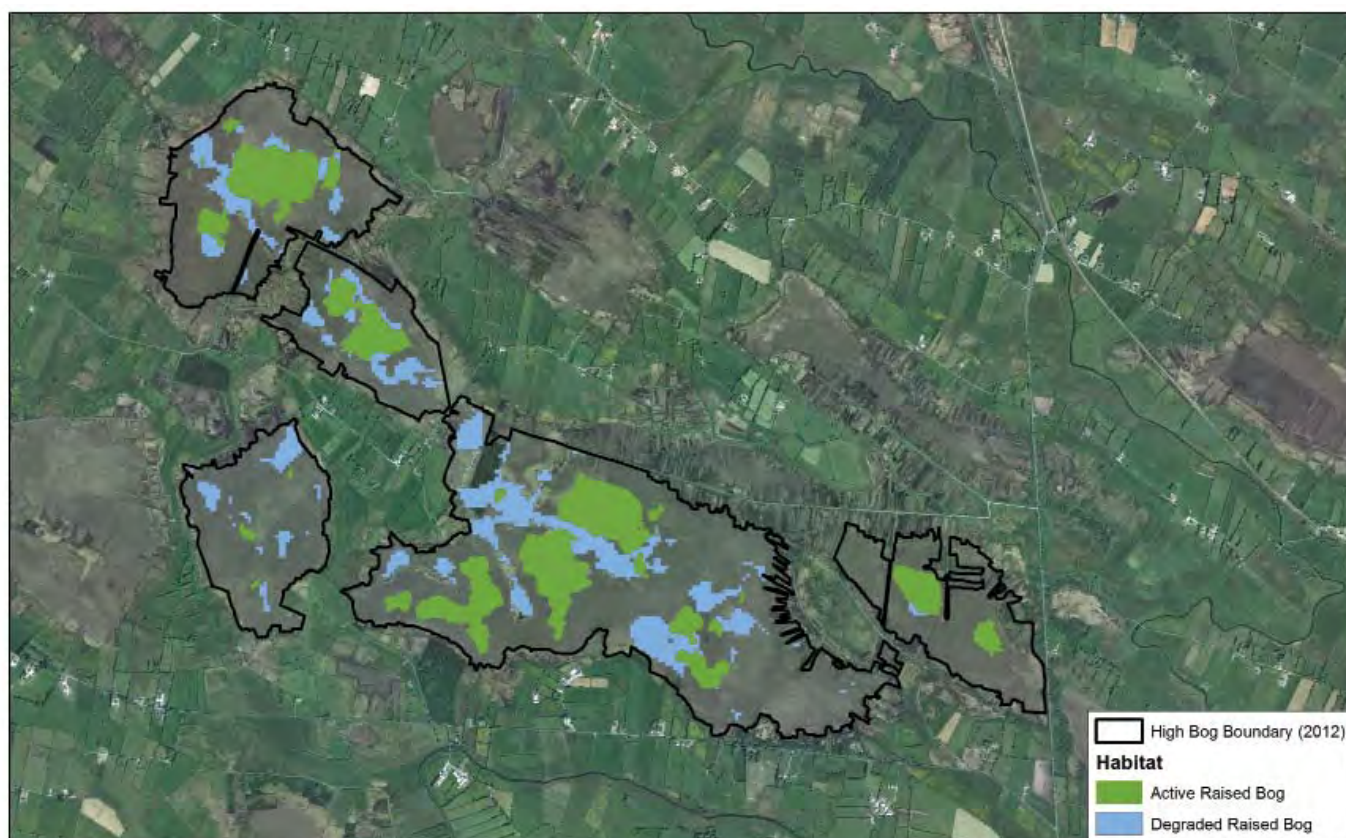 High Bog Boundary (2012)
Habitat
Active Raised Bog
Degraded Raised Bog